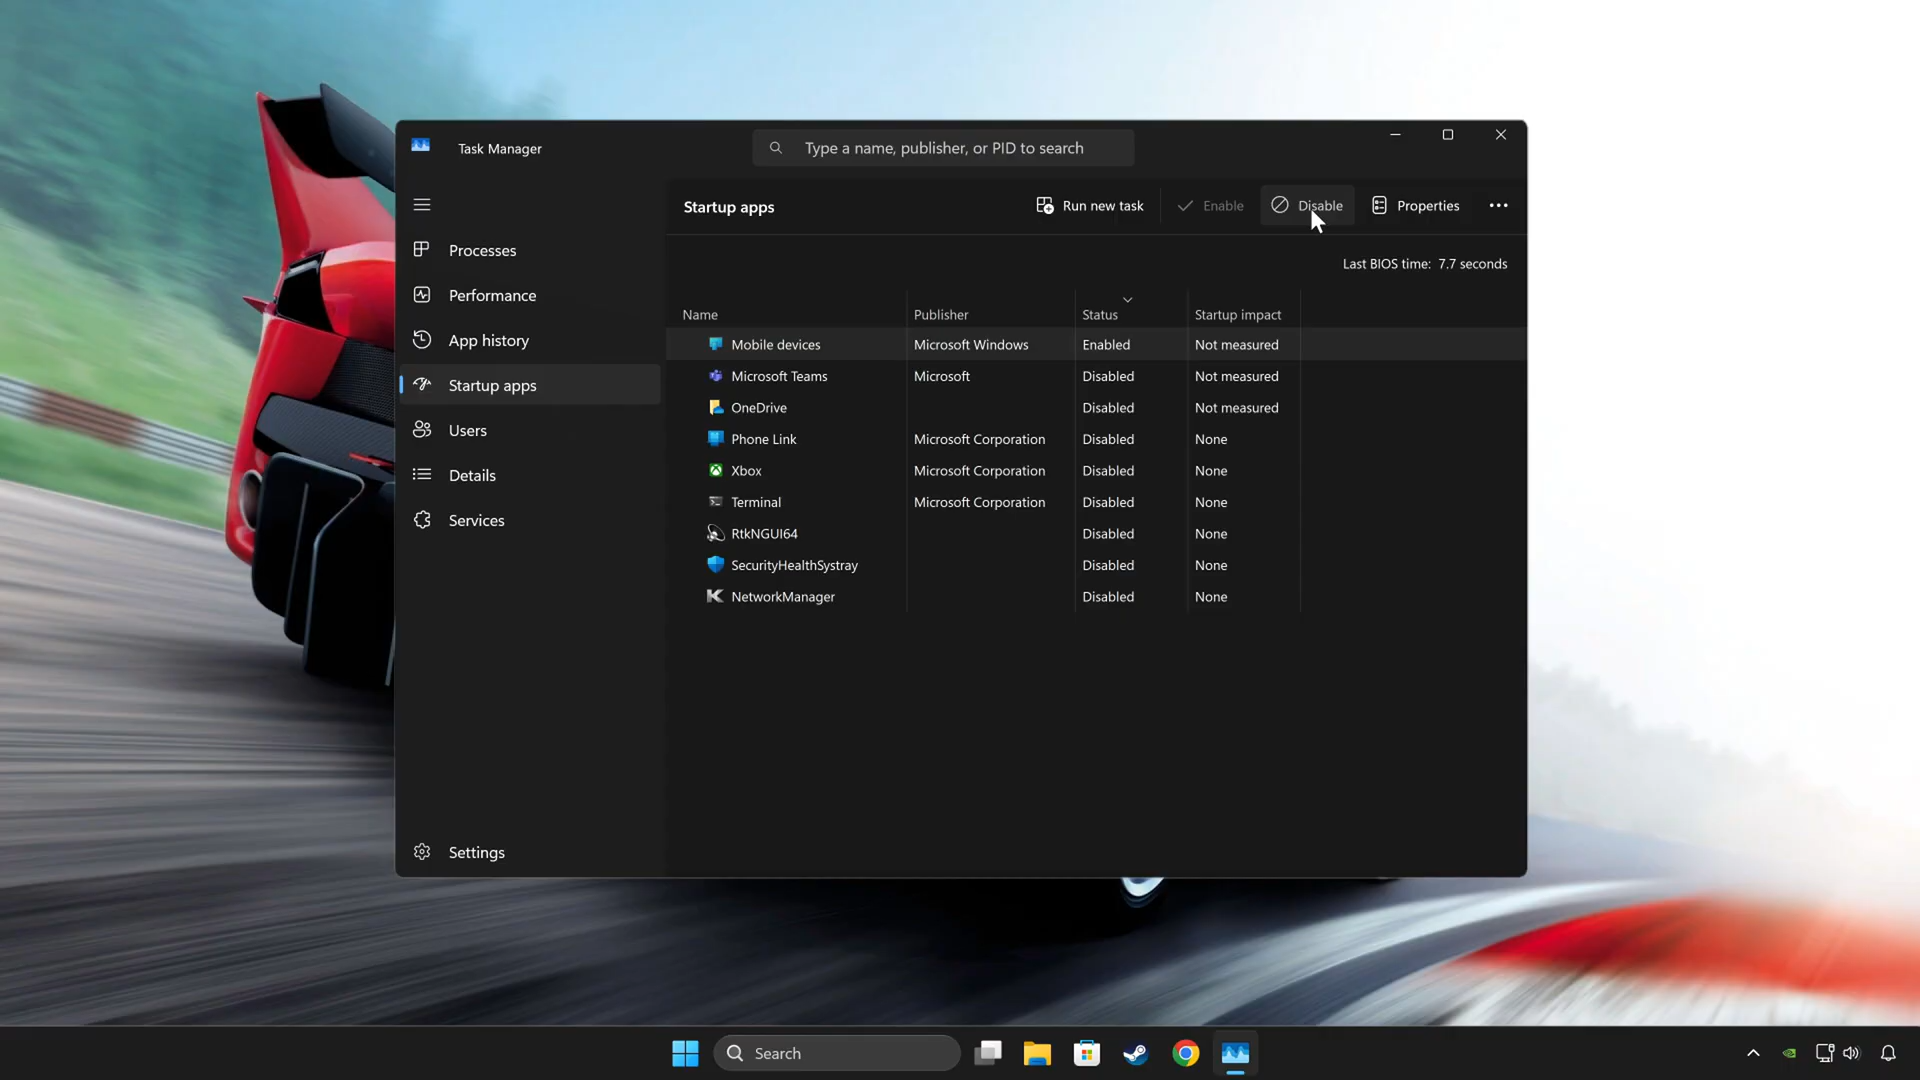 Task Manager
Type a name, publisher, or PID to search
Startup apps
Run new task
Enable
Disable
Properties
Last BIOS time: 7.7 seconds
Processes
Performance
App history
Startup apps
Users
Details
Services
Settings
Name Publisher Status Startup impact
Mobile devices Microsoft Windows Enabled Not measured
Microsoft Teams Microsoft Disabled Not measured
OneDrive Disabled Not measured
Phone Link Microsoft Corporation Disabled None
Xbox Microsoft Corporation Disabled None
Terminal Microsoft Corporation Disabled None
RtkNGUI64 Disabled None
SecurityHealthSystray Disabled None
NetworkManager Disabled None
Search